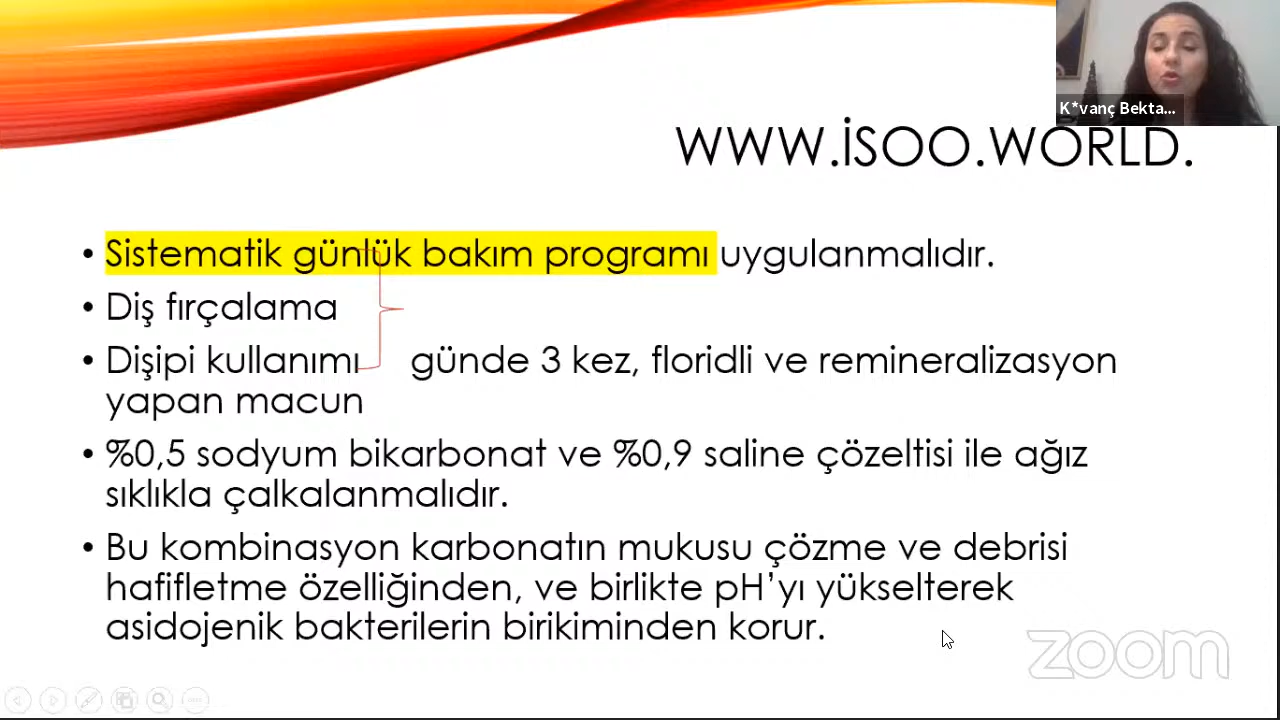 K*vanç Bekta...
WWW.İSOO.WORLD.
• Sistematik günlük bakım programı uygulanmalıdır.
• Diş fırçalama
• Dişipi kullanımı günde 3 kez, floridli ve remineralizasyon
yapan macun
• %0,5 sodyum bikarbonat ve %0,9 saline çözeltisi ile ağız
sıklıkla çalkalanmalıdır.
• Bu kombinasyon karbonatın mukusu çözme ve debrisi
hafifletme özelliğinden, ve birlikte pH’yı yükselterek
asidojenik bakterilerin birikiminden korur.
zoom